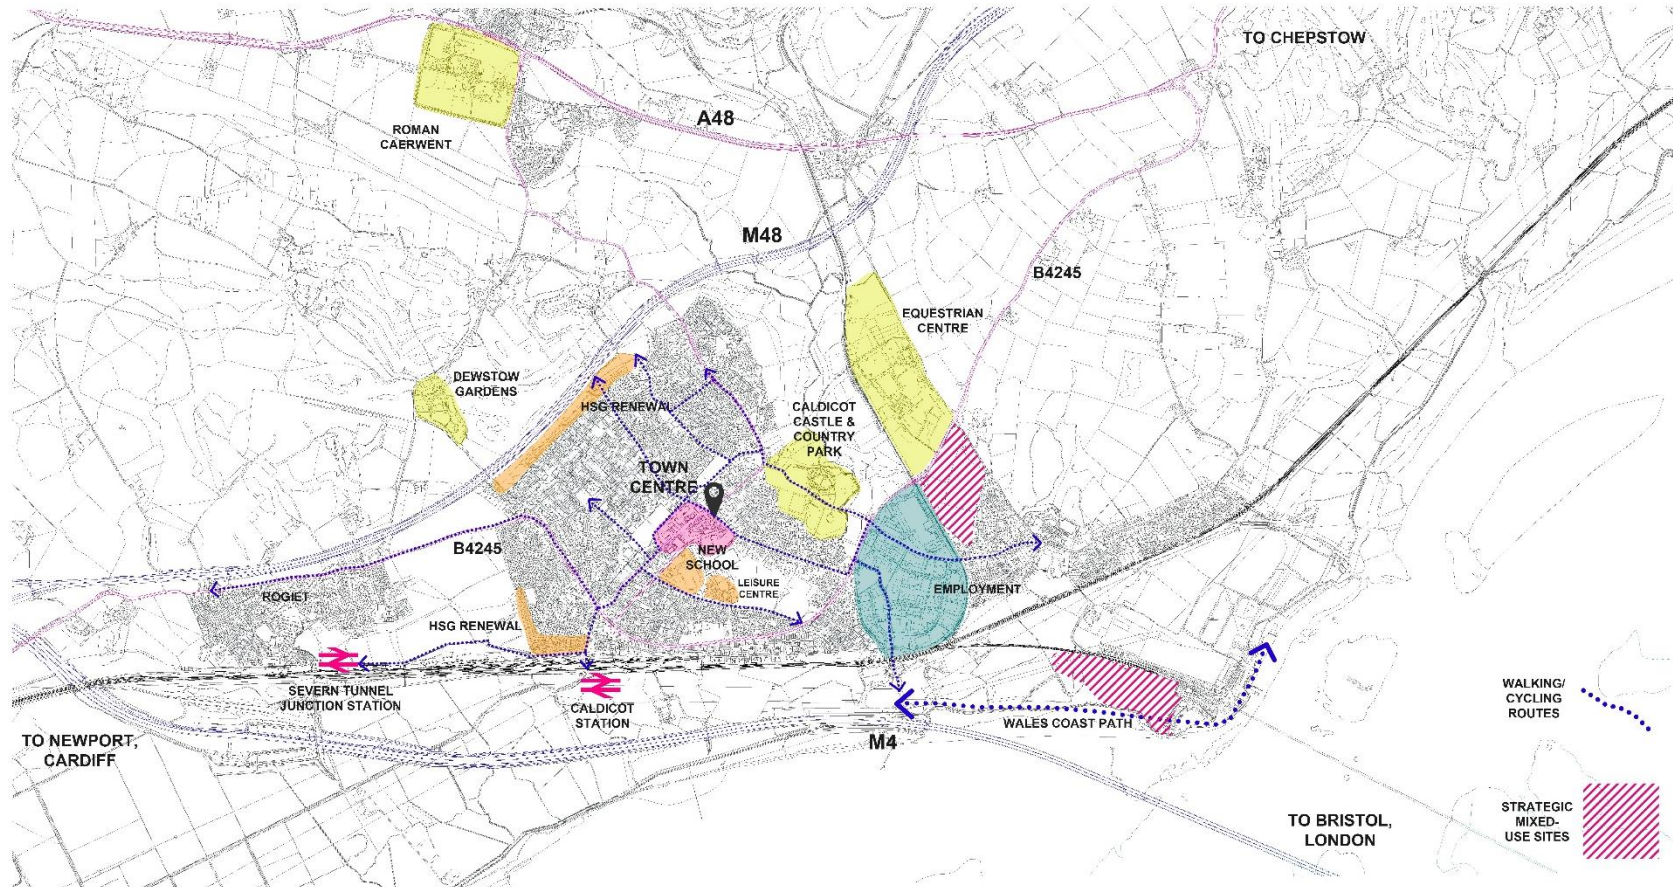 TO CHEPSTOW
A48
ROMAN
CAERWENT
M48
B4245
EQUESTRIAN
CENTRE
DEWSTOW
GARDENS
HSG RENEWAL
CALDICOT
CASTLE &
COUNTRY
PARK
TOWN
CENTRE
B4245
NEW
SCHOOL
LEISURE
CENTRE
EMPLOYMENT
ROGIET
HSG RENEWAL
SEVERN TUNNEL
JUNCTION STATION
CALDICOT
STATION
WALES COAST PATH
M4
TO NEWPORT,
CARDIFF
TO BRISTOL,
LONDON
WALKING/
CYCLING
ROUTES
STRATEGIC
MIXED-
USE SITES